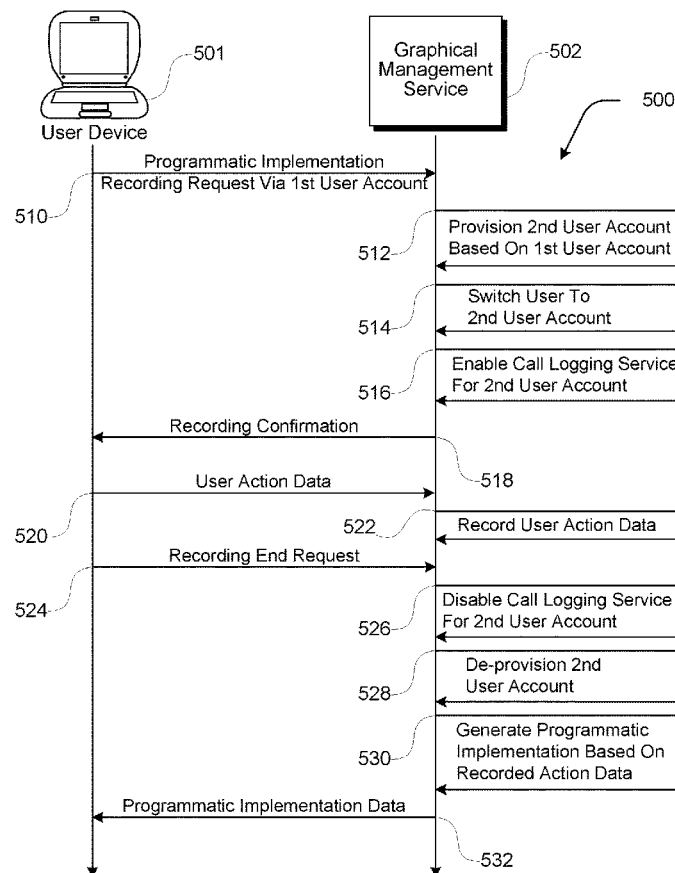 501
User Device
Graphical
Management
Service
502
500
Programmatic Implementation
Recording Request Via 1st User Account
510
Provision 2nd User Account
Based On 1st User Account
512
Switch User To
2nd User Account
514
Enable Call Logging Service
For 2nd User Account
516
Recording Confirmation
518
User Action Data
520
522
Record User Action Data
Recording End Request
524
Disable Call Logging Service
For 2nd User Account
526
De-provision 2nd
User Account
528
Generate Programmatic
Implementation Based On
Recorded Action Data
530
Programmatic Implementation Data
532